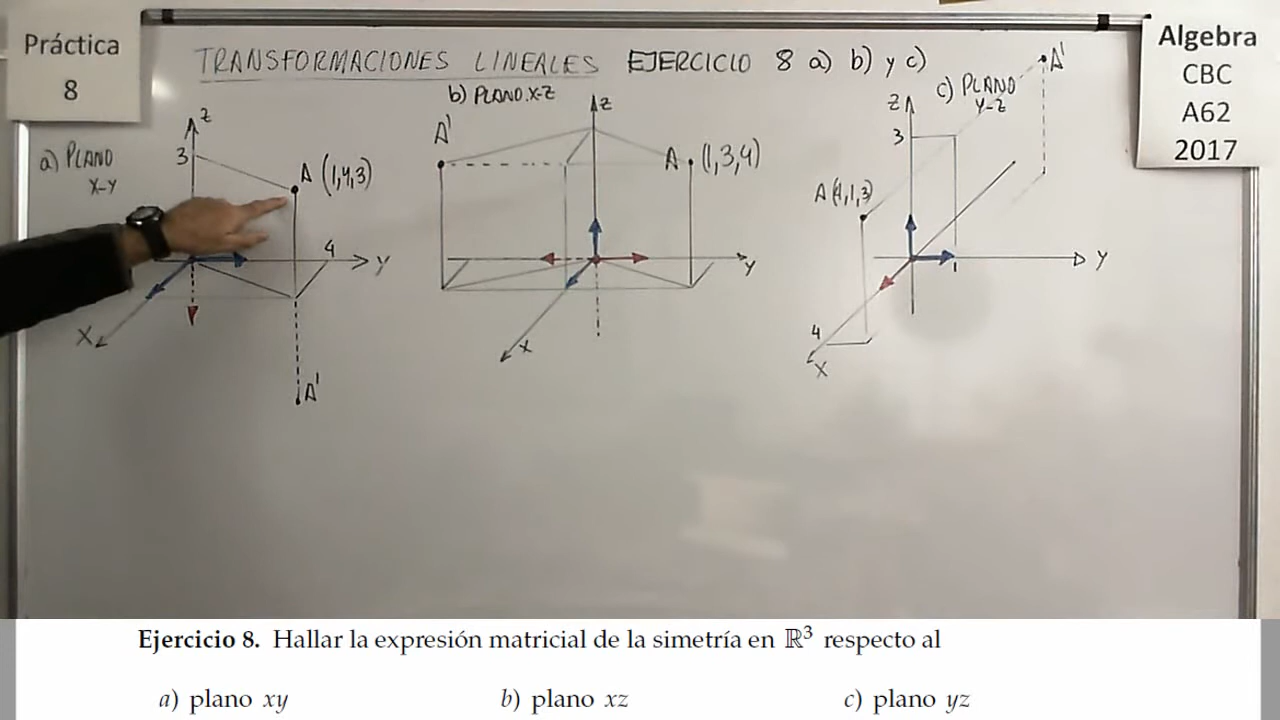 Práctica
8
TRANSFORMACIONES LINEALES EJERCICIO 8 a) b) y c)
Algebra
CBC
A62
2017
a) PLANO
X-Y
Z
3
A (1,4,3)
4
Y
X
A'
b) PLANO X-Z
Z
A'
A (1,3,4)
Y
X
c) PLANO
Y-Z
Z
A'
3
A (4,1,3)
1
Y
4
X
Ejercicio 8. Hallar la expresión matricial de la simetría en ℝ³ respecto al
a) plano xy
b) plano xz
c) plano yz